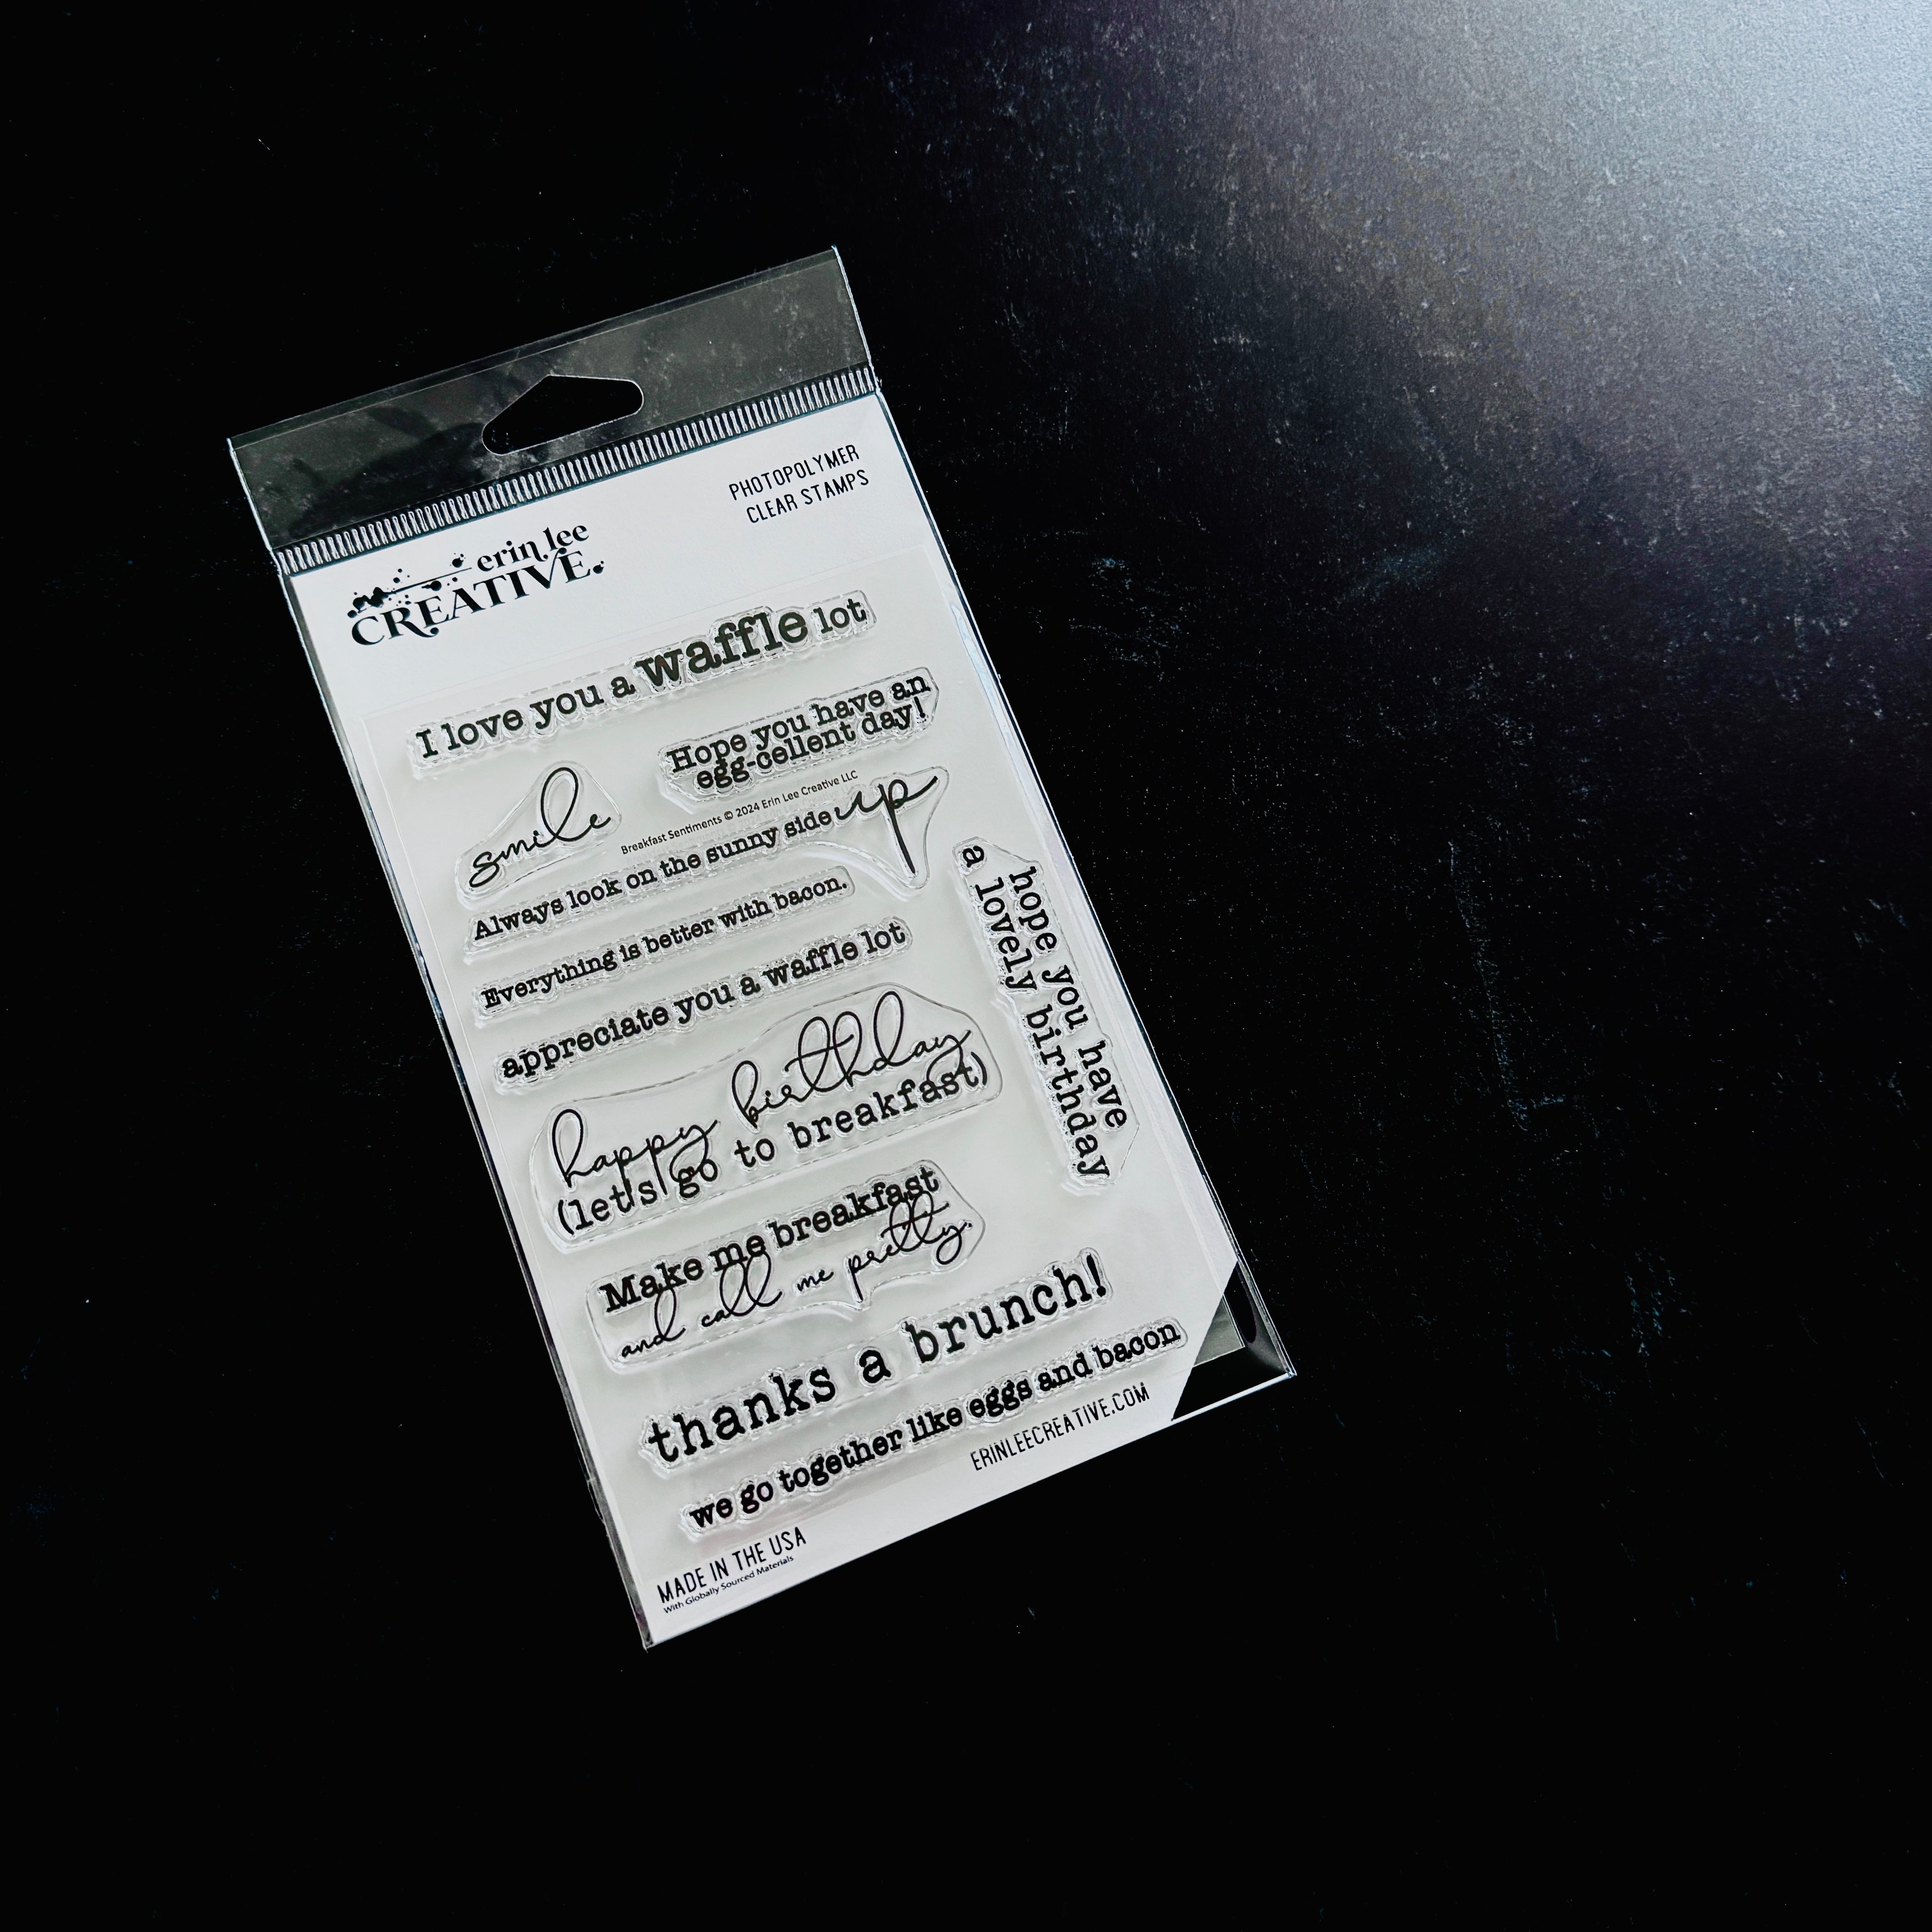 PHOTOPOLYMER
CLEAR STAMPS
erin lee
CREATIVE.
I love you a waffle lot
Hope you have an
egg-cellent day!
smile
Breakfast Sentiments © 2024 Erin Lee Creative LLC
Always look on the sunny side up
Everything is better with bacon.
appreciate you a waffle lot
hope you have
a lovely birthday
happy birthday
(let's go to breakfast)
Make me breakfast
and call me pretty.
thanks a brunch!
we go together like eggs and bacon
ERINLEECREATIVE.COM
MADE IN THE USA
With Globally Sourced Materials